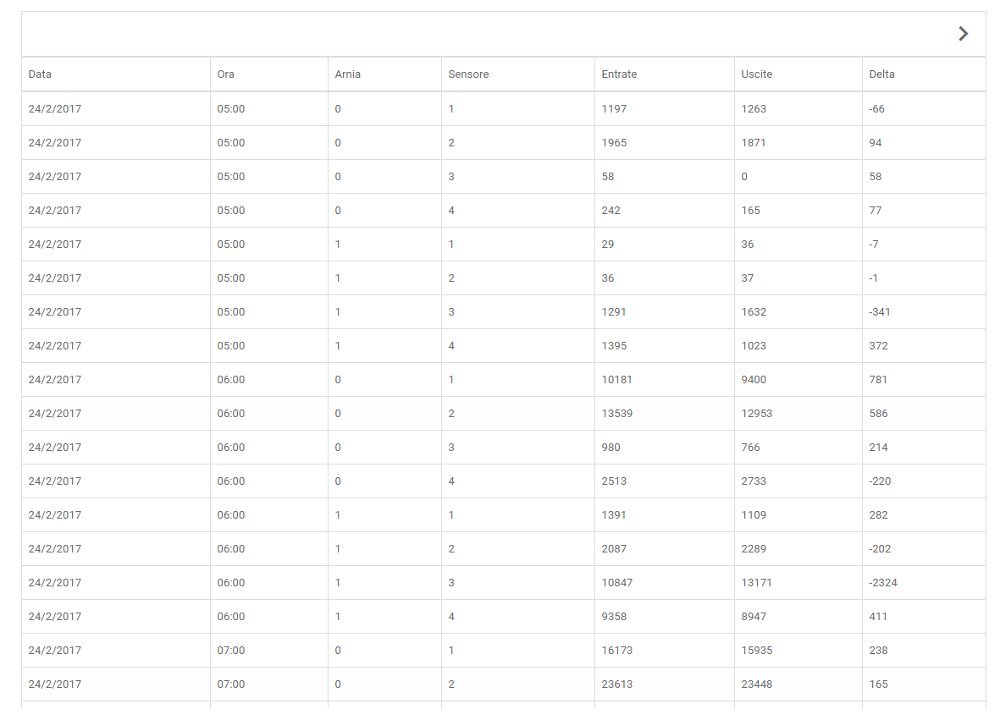 Data Ora Arnia Sensore Entrate Uscite Delta
24/2/2017 05:00 0 1 1197 1263 -66
24/2/2017 05:00 0 2 1965 1871 94
24/2/2017 05:00 0 3 58 0 58
24/2/2017 05:00 0 4 242 165 77
24/2/2017 05:00 1 1 29 36 -7
24/2/2017 05:00 1 2 36 37 -1
24/2/2017 05:00 1 3 1291 1632 -341
24/2/2017 05:00 1 4 1395 1023 372
24/2/2017 06:00 0 1 10181 9400 781
24/2/2017 06:00 0 2 13539 12953 586
24/2/2017 06:00 0 3 980 766 214
24/2/2017 06:00 0 4 2513 2733 -220
24/2/2017 06:00 1 1 1391 1109 282
24/2/2017 06:00 1 2 2087 2289 -202
24/2/2017 06:00 1 3 10847 13171 -2324
24/2/2017 06:00 1 4 9358 8947 411
24/2/2017 07:00 0 1 16173 15935 238
24/2/2017 07:00 0 2 23613 23448 165